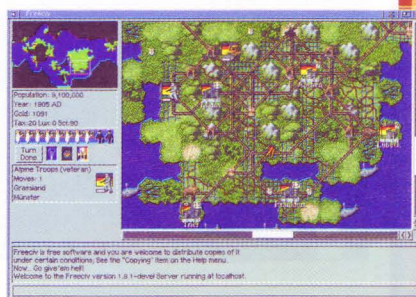 Freeciv
Population: 9,100,000
Year: 1905 AD
Gold: 1091
Tax:20 Lux:0 Sci:80
Turn
Done
Alpine Troops (veteran)
Moves: 1
Grassland
Münster
Freeciv is free software and you are welcome to distribute copies of it
under certain conditions; See the "Copying" item on the Help menu.
Now.. Go give'em hell!
Welcome to the Freeciv version 1.8.1-devel Server running at localhost.